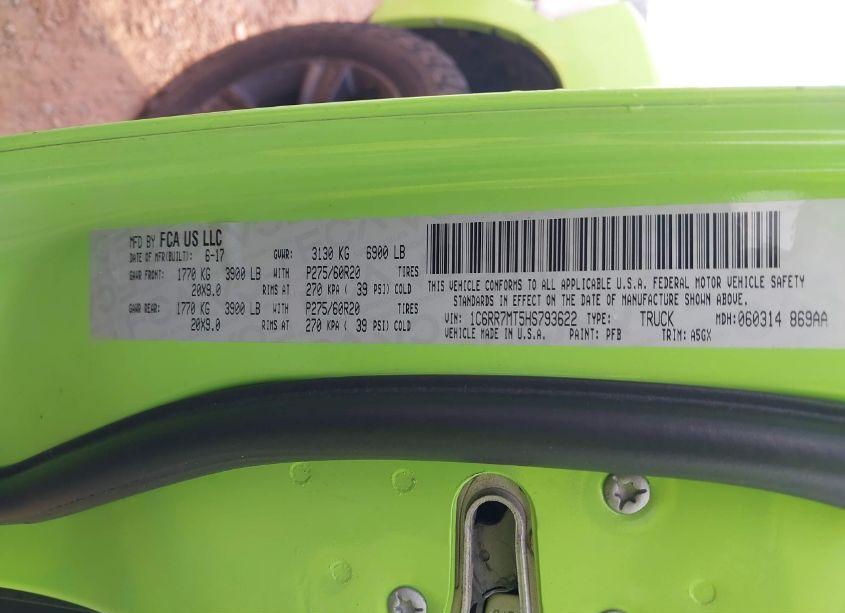 MFD BY FCA US LLC
DATE OF MFR(BUILT): 6-17 GVWR: 3130 KG 6900 LB
GAWR FRONT: 1770 KG 3900 LB WITH P275/60R20 TIRES
20X9.0 RIMS AT 270 KPA ( 39 PSI) COLD
GAWR REAR: 1770 KG 3900 LB WITH P275/60R20 TIRES
20X9.0 RIMS AT 270 KPA ( 39 PSI) COLD
THIS VEHICLE CONFORMS TO ALL APPLICABLE U.S.A. FEDERAL MOTOR VEHICLE SAFETY
STANDARDS IN EFFECT ON THE DATE OF MANUFACTURE SHOWN ABOVE.
VIN: 1C6RR7MT5HS793622 TYPE: TRUCK MDH: 060314 869AA
VEHICLE MADE IN U.S.A. PAINT: PFB TRIM: A5GX